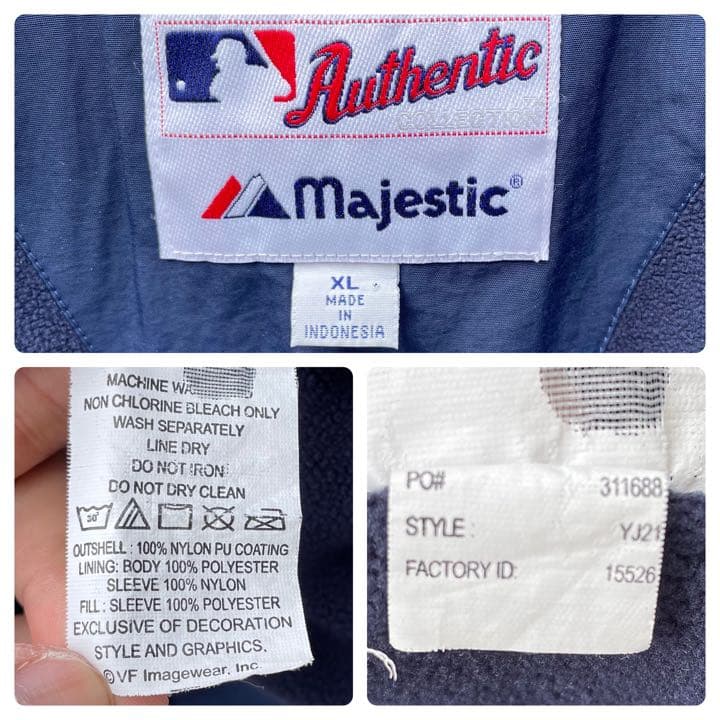 Authentic
COLLECTION
Majestic®
XL
MADE
IN
INDONESIA
MACHINE WA
NON CHLORINE BLEACH ONLY
WASH SEPARATELY
LINE DRY
DO NOT IRON
DO NOT DRY CLEAN
30°
OUTSHELL : 100% NYLON PU COATING
LINING: BODY 100% POLYESTER
SLEEVE 100% NYLON
FILL : SLEEVE 100% POLYESTER
EXCLUSIVE OF DECORATION
STYLE AND GRAPHICS.
©VF Imagewear, Inc.
PO# 311688
STYLE : YJ21
FACTORY ID: 15526